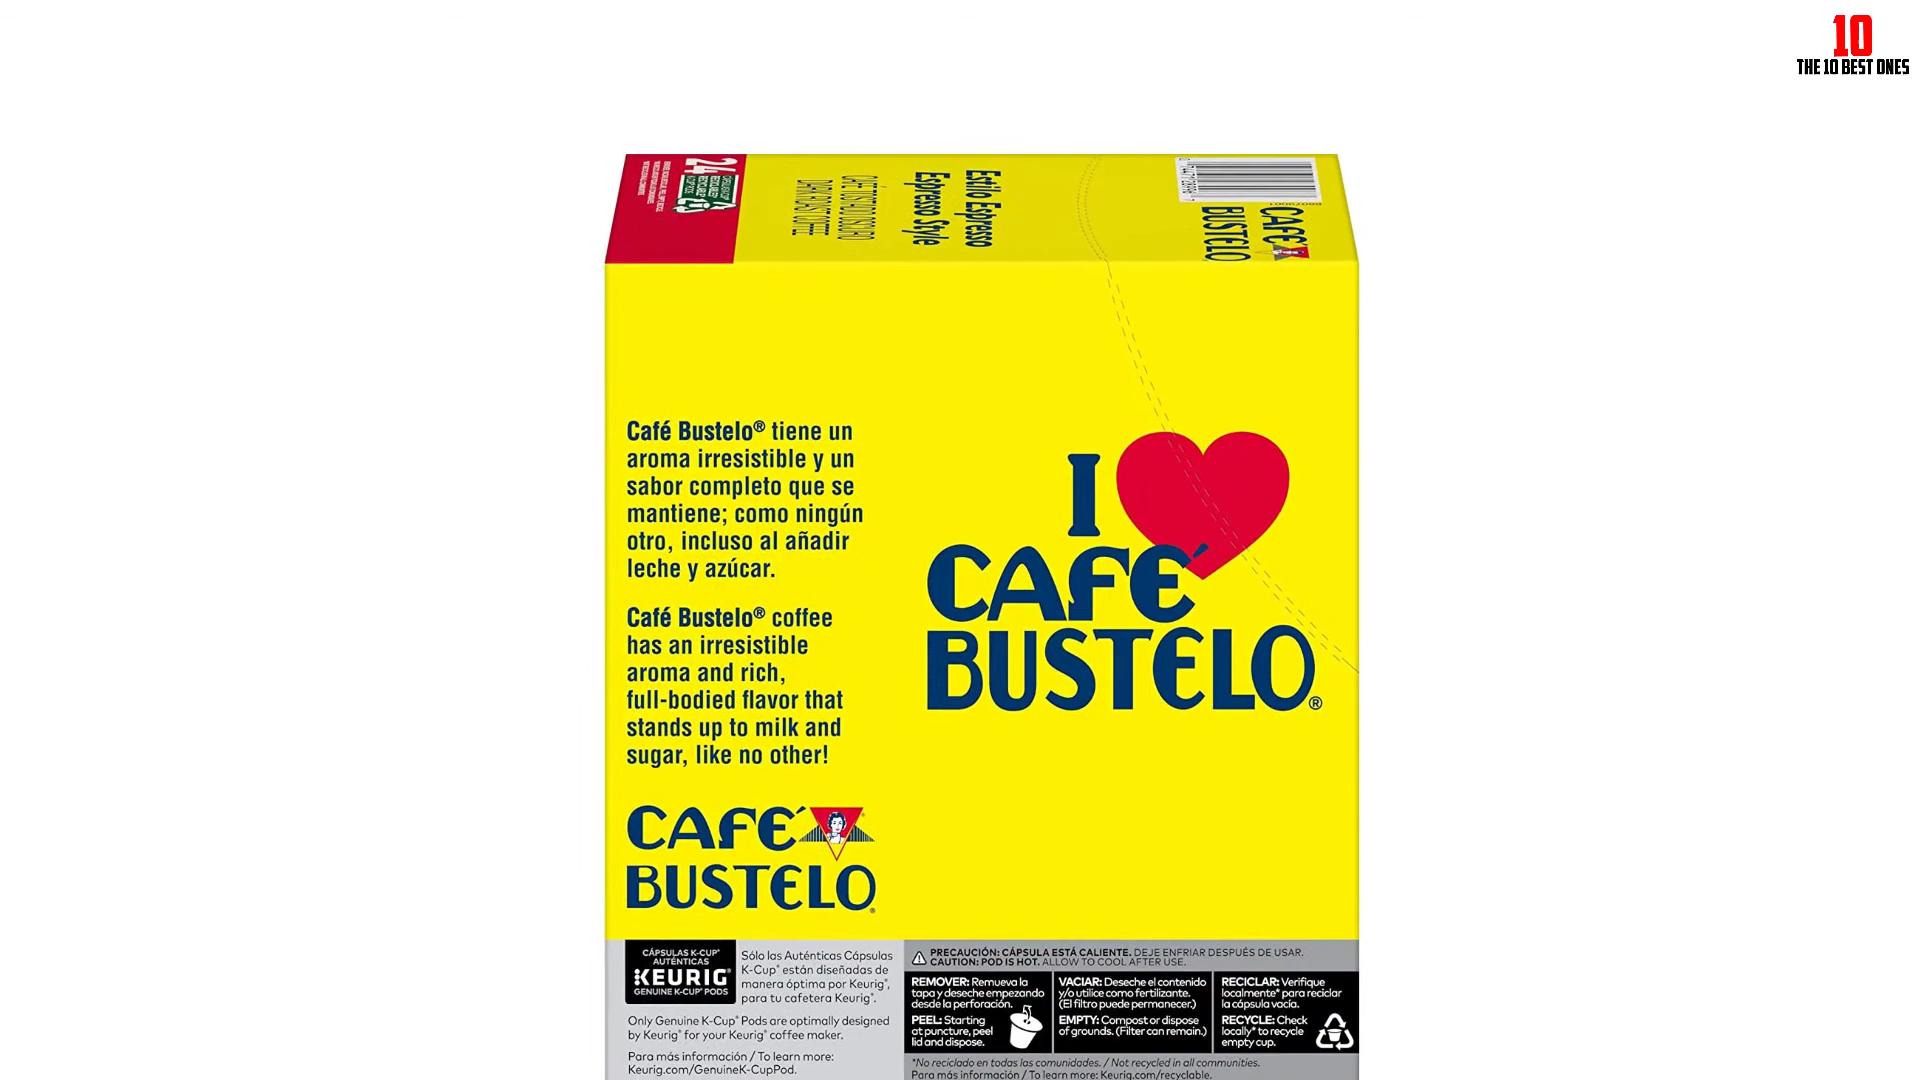 10
THE 10 BEST ONES
24
Estilo Espresso
Espresso Style
CAFÉ TOSTADO OSCURO
DARK ROAST COFFEE
CAFÉ
BUSTELO
Café Bustelo® tiene un
aroma irresistible y un
sabor completo que se
mantiene; como ningún
otro, incluso al añadir
leche y azúcar.
Café Bustelo® coffee
has an irresistible
aroma and rich,
full-bodied flavor that
stands up to milk and
sugar, like no other!
I
CAFÉ
BUSTELO®
CAFÉ
BUSTELO®
CÁPSULAS K-CUP®
AUTÉNTICAS
KEURIG®
GENUINE K-CUP® PODS
Sólo las Auténticas Cápsulas
K-Cup® están diseñadas de
manera óptima por Keurig®,
para tu cafetera Keurig®.
Only Genuine K-Cup® Pods are optimally designed
by Keurig® for your Keurig® coffee maker.
Para más información / To learn more:
Keurig.com/GenuineK-CupPod.
PRECAUCIÓN: CÁPSULA ESTÁ CALIENTE. DEJE ENFRIAR DESPUÉS DE USAR.
CAUTION: POD IS HOT. ALLOW TO COOL AFTER USE.
REMOVER: Remueva la
tapa y deseche empezando
desde la perforación.
PEEL: Starting
at puncture, peel
lid and dispose.
VACIAR: Deseche el contenido
y/o utilice como fertilizante.
(El filtro puede permanecer.)
EMPTY: Compost or dispose
of grounds. (Filter can remain.)
RECICLAR: Verifique
localmente* para reciclar
la cápsula vacía.
RECYCLE: Check
locally* to recycle
empty cup.
*No reciclado en todas las comunidades. / Not recycled in all communities.
Para más información / To learn more: Keurig.com/recyclable.